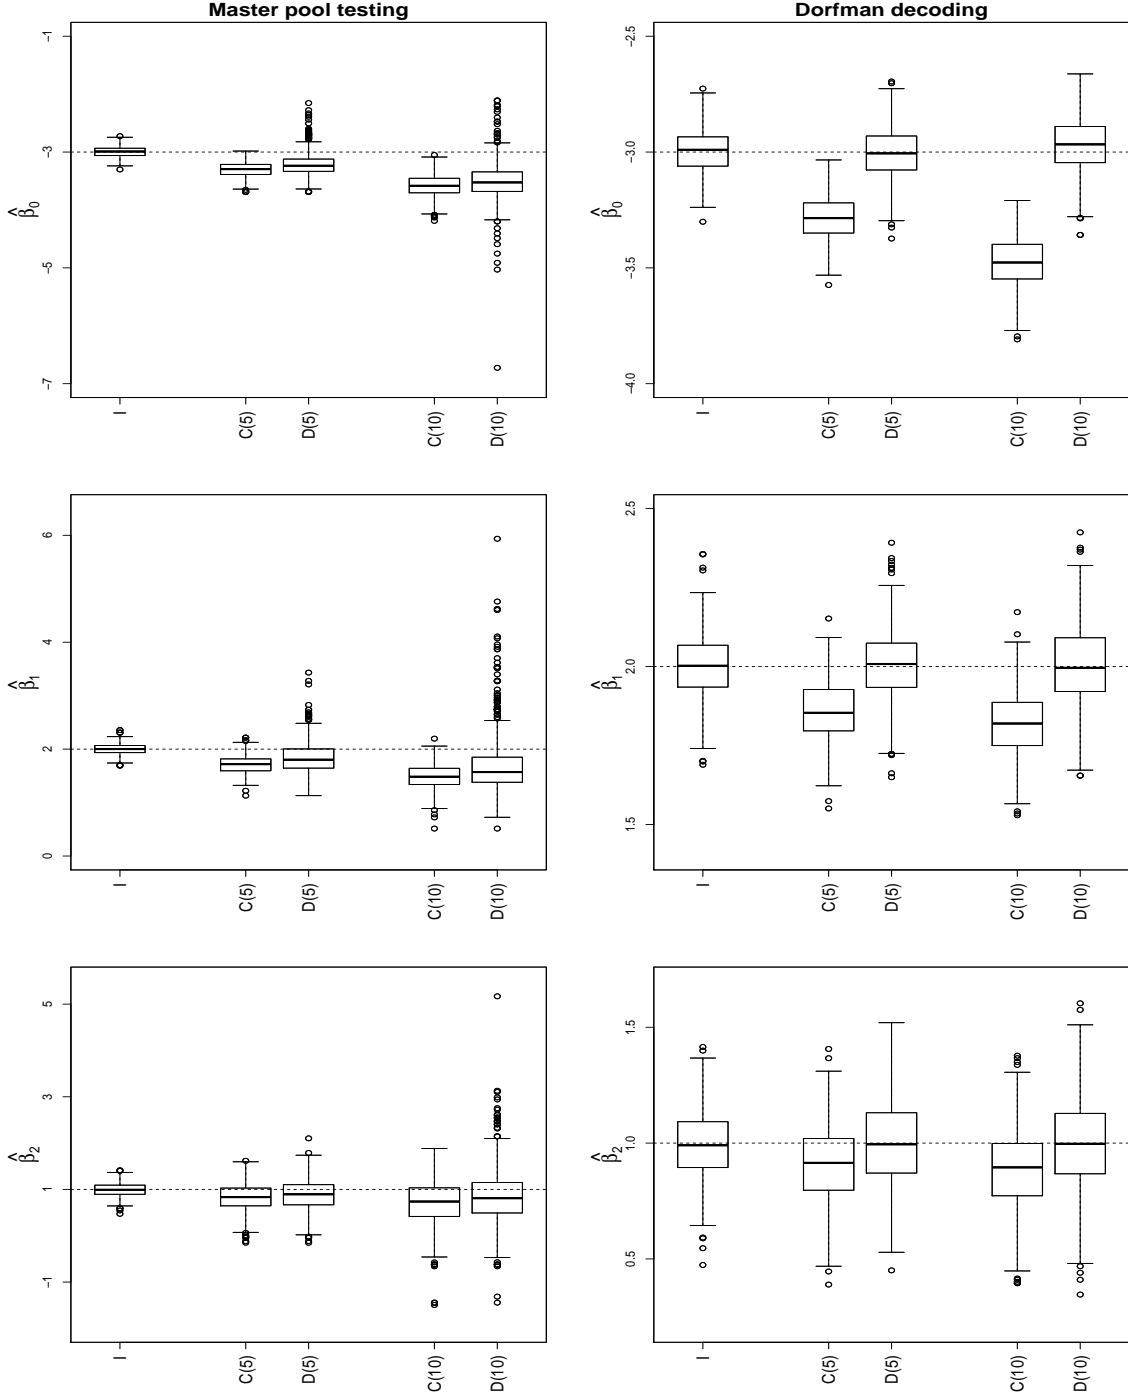 Master pool testing
Dorfman decoding
β̂0
-1
-3
-5
-7
I
C(5)
D(5)
C(10)
D(10)
β̂0
-2.5
-3.0
-3.5
-4.0
I
C(5)
D(5)
C(10)
D(10)
β̂1
6
4
2
0
I
C(5)
D(5)
C(10)
D(10)
β̂1
2.5
2.0
1.5
I
C(5)
D(5)
C(10)
D(10)
β̂2
5
3
1
-1
I
C(5)
D(5)
C(10)
D(10)
β̂2
1.5
1.0
0.5
I
C(5)
D(5)
C(10)
D(10)